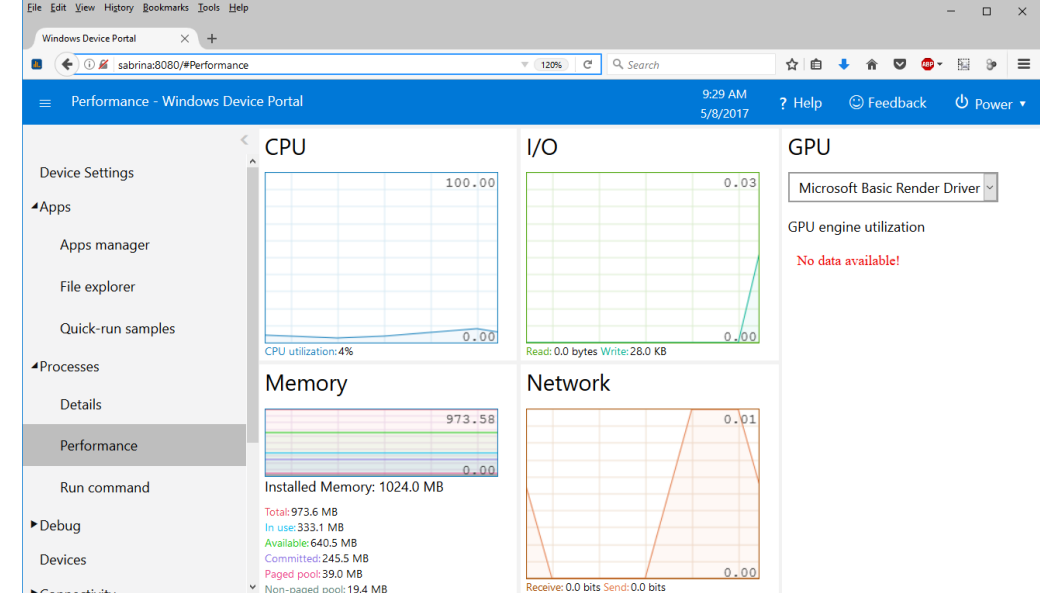 File Edit View History Bookmarks Tools Help
Windows Device Portal
sabrina:8080/#Performance
120%
Search
ABP
Performance - Windows Device Portal
9:29 AM
5/8/2017
? Help
Feedback
Power
Device Settings
Apps
Apps manager
File explorer
Quick-run samples
Processes
Details
Performance
Run command
Debug
Devices
Connectivity
CPU
100.00
0.00
CPU utilization: 4%
I/O
0.03
0.00
Read: 0.0 bytes Write: 28.0 KB
GPU
Microsoft Basic Render Driver
GPU engine utilization
No data available!
Memory
973.58
0.00
Installed Memory: 1024.0 MB
Total: 973.6 MB
In use: 333.1 MB
Available: 640.5 MB
Committed: 245.5 MB
Paged pool: 39.0 MB
Non-paged pool: 19.4 MB
Network
0.01
0.00
Receive: 0.0 bits Send: 0.0 bits